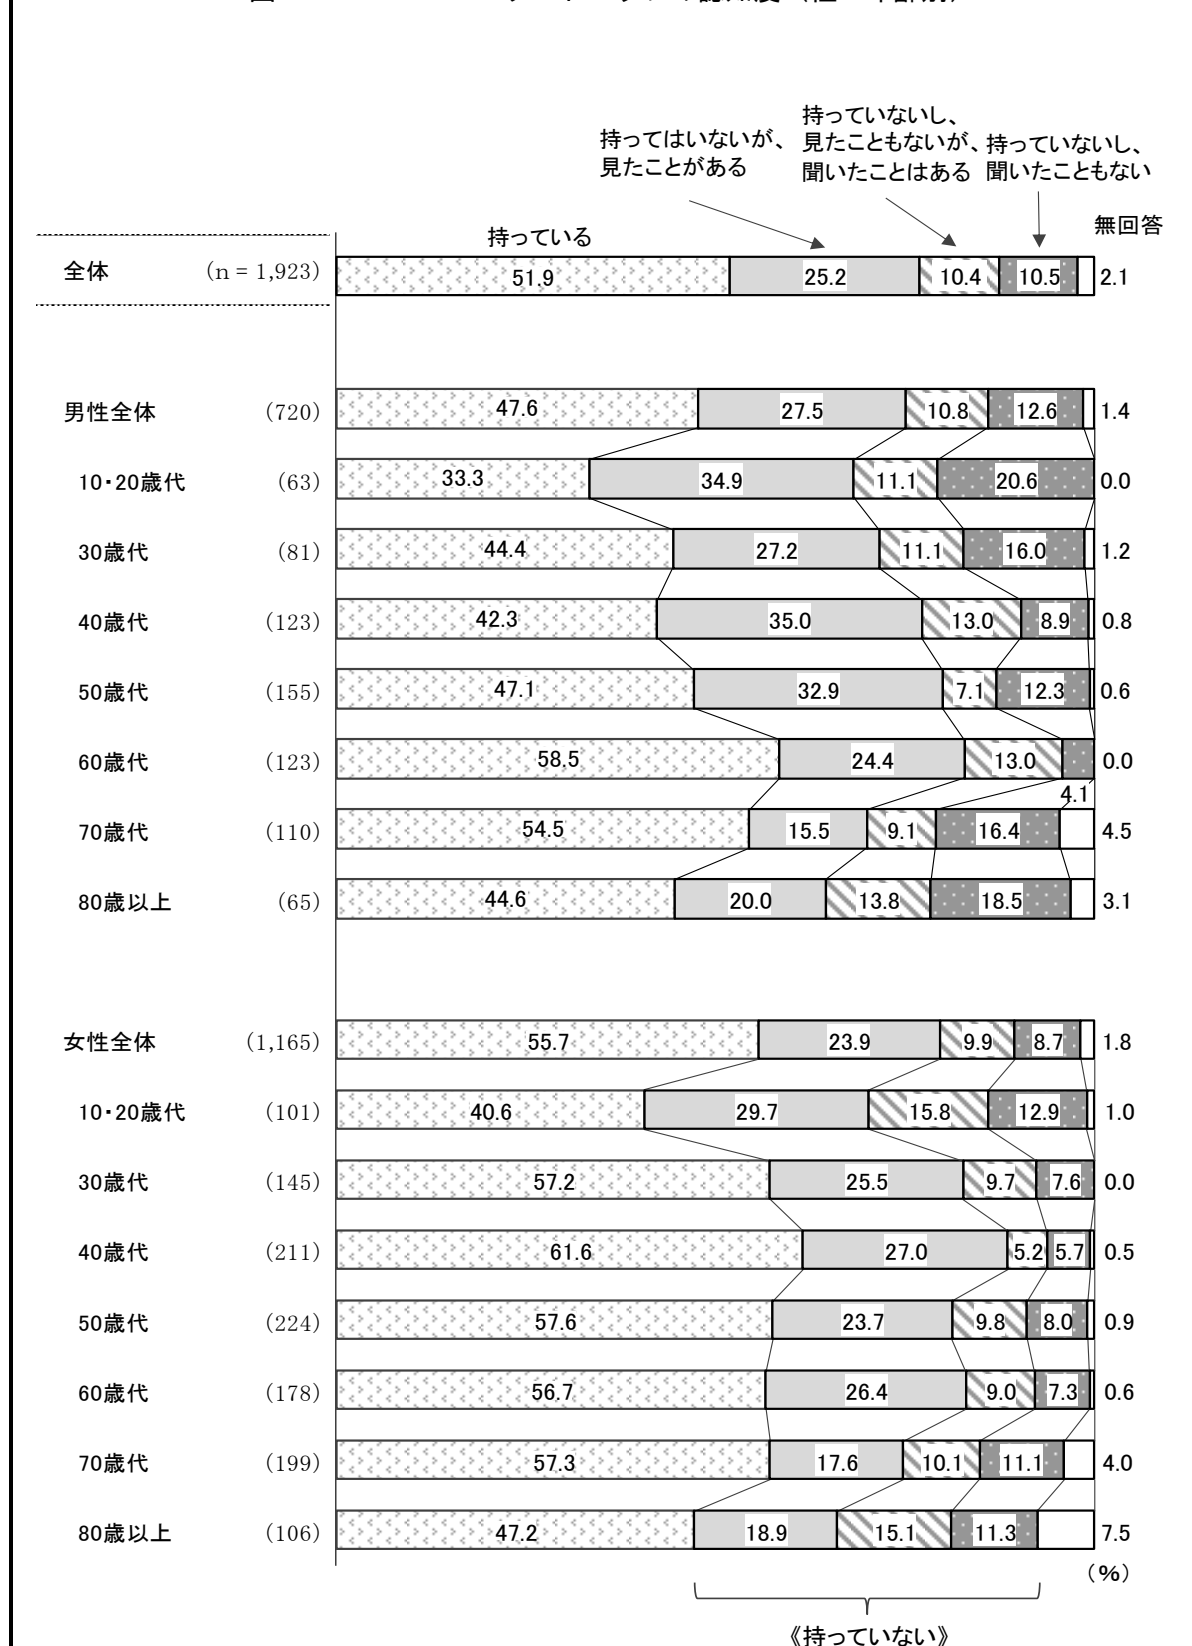 持ってはいないが、
見たことがある
持っていないし、
見たこともないが、
聞いたことはある
持っていないし、
聞いたこともない
無回答
持っている
全体 (n = 1,923) 51.9 25.2 10.4 10.5 2.1
男性全体 (720) 47.6 27.5 10.8 12.6 1.4
10・20歳代 (63) 33.3 34.9 11.1 20.6 0.0
30歳代 (81) 44.4 27.2 11.1 16.0 1.2
40歳代 (123) 42.3 35.0 13.0 8.9 0.8
50歳代 (155) 47.1 32.9 7.1 12.3 0.6
60歳代 (123) 58.5 24.4 13.0 0.0
4.1
70歳代 (110) 54.5 15.5 9.1 16.4 4.5
80歳以上 (65) 44.6 20.0 13.8 18.5 3.1
女性全体 (1,165) 55.7 23.9 9.9 8.7 1.8
10・20歳代 (101) 40.6 29.7 15.8 12.9 1.0
30歳代 (145) 57.2 25.5 9.7 7.6 0.0
40歳代 (211) 61.6 27.0 5.2 5.7 0.5
50歳代 (224) 57.6 23.7 9.8 8.0 0.9
60歳代 (178) 56.7 26.4 9.0 7.3 0.6
70歳代 (199) 57.3 17.6 10.1 11.1 4.0
80歳以上 (106) 47.2 18.9 15.1 11.3 7.5
(%)
《持っていない》